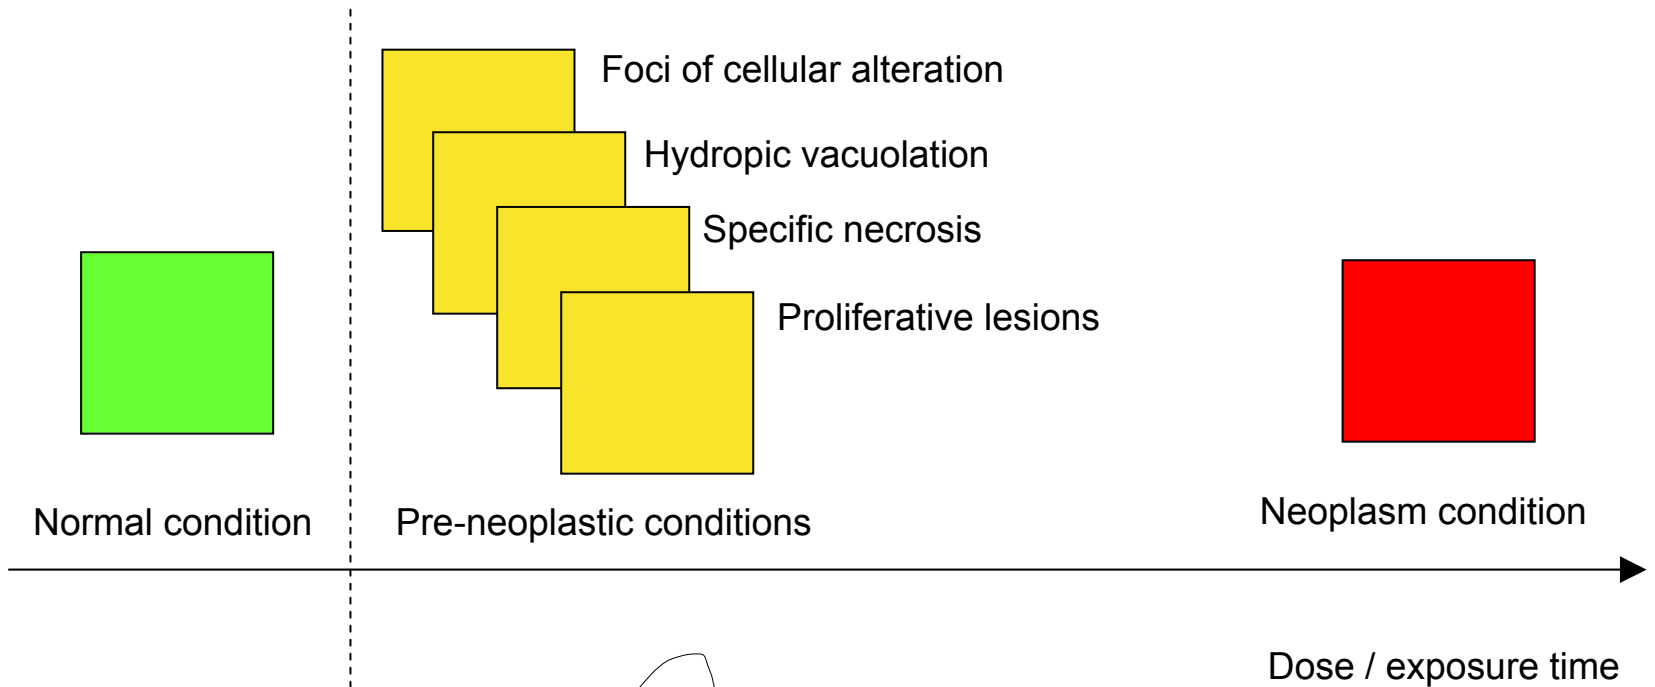 Foci of cellular alteration
Hydropic vacuolation
Specific necrosis
Proliferative lesions
Normal condition
Pre-neoplastic conditions
Neoplasm condition
Dose / exposure time